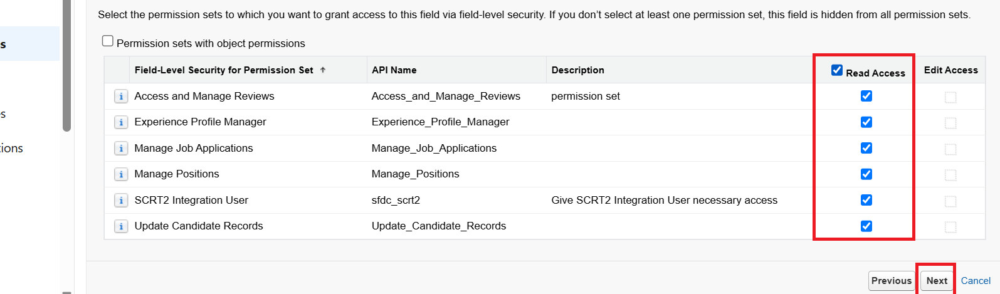 Select the permission sets to which you want to grant access to this field via field-level security. If you don’t select at least one permission set, this field is hidden from all permission sets.
s
Permission sets with object permissions
Field-Level Security for Permission Set ↑ API Name Description Read Access Edit Access
i Access and Manage Reviews Access_and_Manage_Reviews permission set
s
i Experience Profile Manager Experience_Profile_Manager
ions
i Manage Job Applications Manage_Job_Applications
i Manage Positions Manage_Positions
i SCRT2 Integration User sfdc_scrt2 Give SCRT2 Integration User necessary access
i Update Candidate Records Update_Candidate_Records
Previous Next Cancel